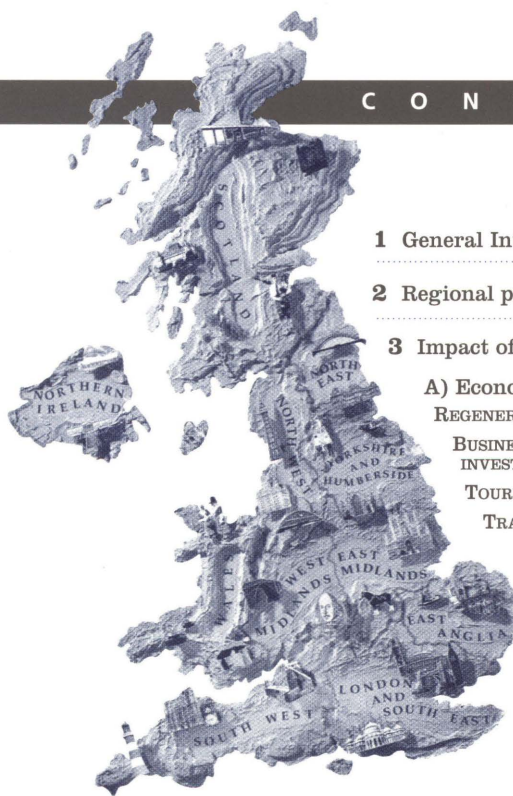 C O N
1 General In
2 Regional p
3 Impact of
A) Econo
REGENER
BUSINE
INVEST
TOUR
TRA
SCOTLAND
NORTHERN
IRELAND
NORTH
EAST
NORTH WEST
YORKSHIRE
AND
HUMBERSIDE
WALES
WEST
MIDLANDS
EAST
MIDLANDS
EAST
ANGLIA
LONDON
AND
SOUTH EAST
SOUTH WEST